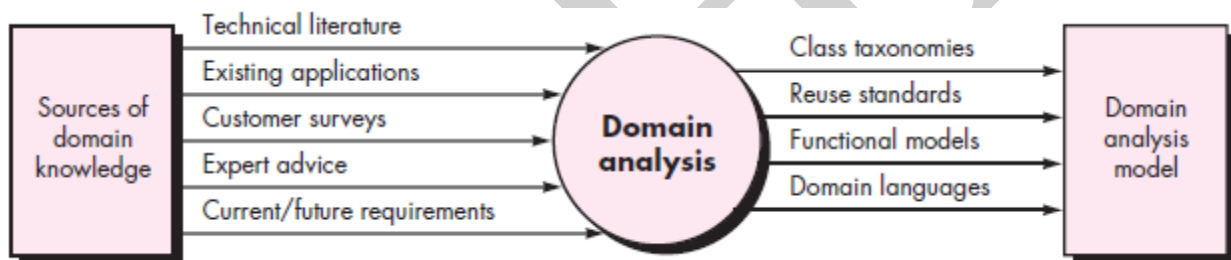 Sources of
domain
knowledge
Technical literature
Existing applications
Customer surveys
Expert advice
Current/future requirements
Domain
analysis
Class taxonomies
Reuse standards
Functional models
Domain languages
Domain
analysis
model